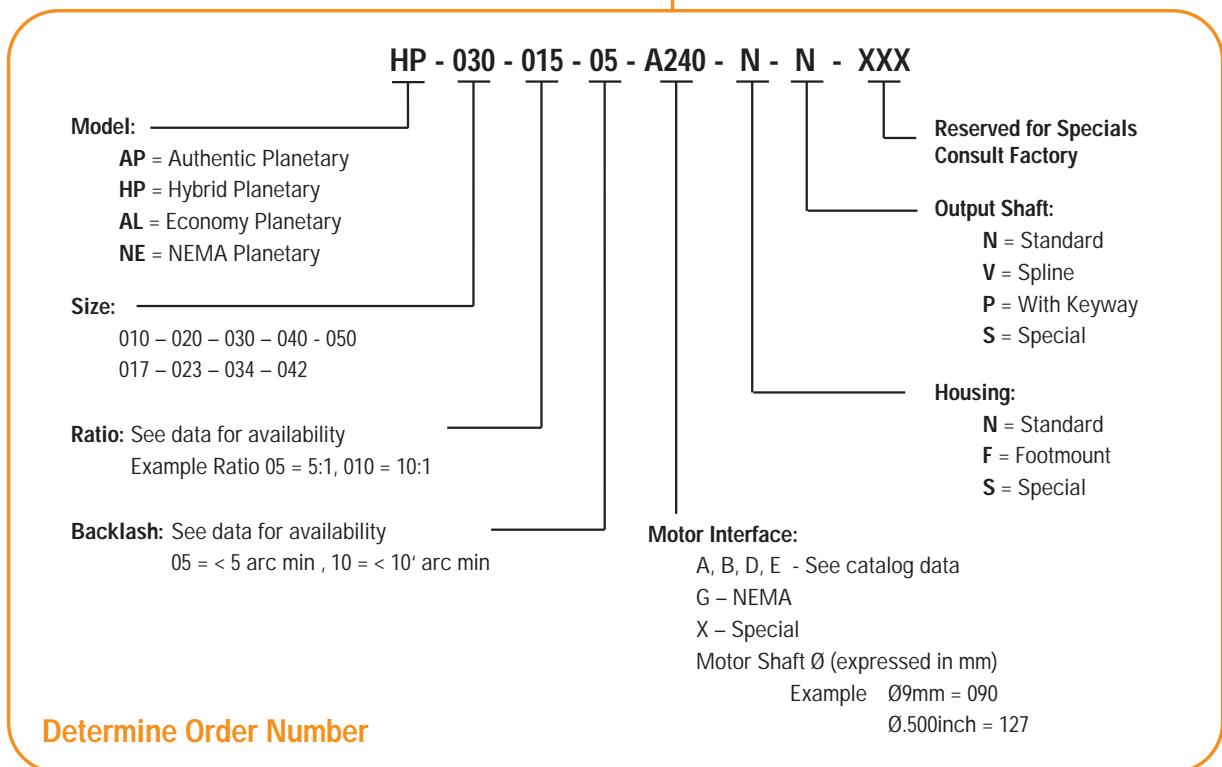 HP - 030 - 015 - 05 - A240 - N - N - XXX
Model:
AP = Authentic Planetary
HP = Hybrid Planetary
AL = Economy Planetary
NE = NEMA Planetary
Size:
010 – 020 – 030 – 040 - 050
017 – 023 – 034 – 042
Ratio: See data for availability
Example Ratio 05 = 5:1, 010 = 10:1
Backlash: See data for availability
05 = < 5 arc min , 10 = < 10' arc min
Reserved for Specials
Consult Factory
Output Shaft:
N = Standard
V = Spline
P = With Keyway
S = Special
Housing:
N = Standard
F = Footmount
S = Special
Motor Interface:
A, B, D, E - See catalog data
G – NEMA
X – Special
Motor Shaft Ø (expressed in mm)
Example Ø9mm = 090
Ø.500inch = 127
Determine Order Number